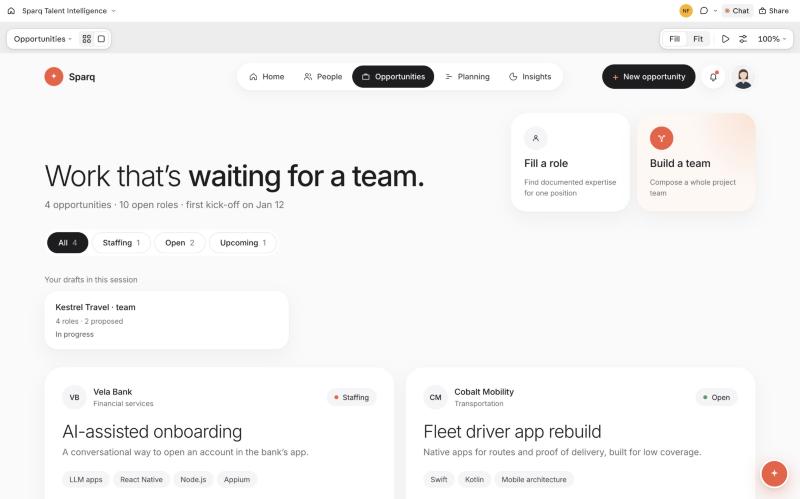 Sparq Talent Intelligence
NF
Chat
Share
Opportunities
Fill
Fit
100%
Sparq
Home
People
Opportunities
Planning
Insights
+ New opportunity
Fill a role
Find documented expertise
for one position
Build a team
Compose a whole project
team
Work that's waiting for a team.
4 opportunities · 10 open roles · first kick-off on Jan 12
All 4
Staffing 1
Open 2
Upcoming 1
Your drafts in this session
Kestrel Travel · team
4 roles · 2 proposed
In progress
VB
Vela Bank
Financial services
Staffing
AI-assisted onboarding
A conversational way to open an account in the bank's app.
LLM apps
React Native
Node.js
Appium
CM
Cobalt Mobility
Transportation
Open
Fleet driver app rebuild
Native apps for routes and proof of delivery, built for low coverage.
Swift
Kotlin
Mobile architecture